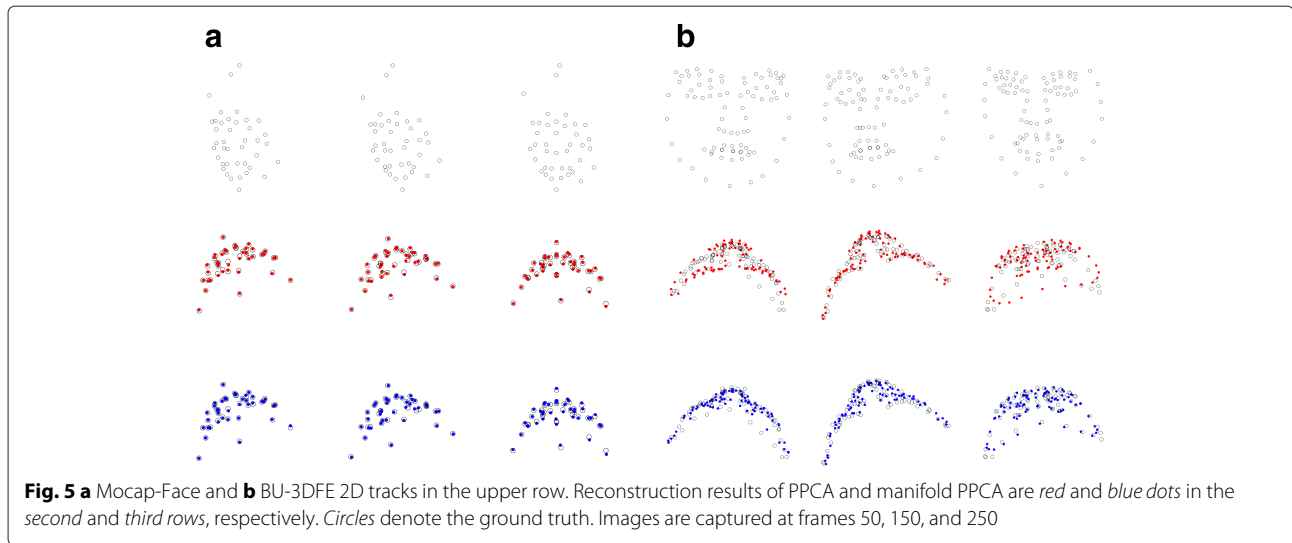 a
b
Fig. 5 a Mocap-Face and b BU-3DFE 2D tracks in the upper row. Reconstruction results of PPCA and manifold PPCA are red and blue dots in the
second and third rows, respectively. Circles denote the ground truth. Images are captured at frames 50, 150, and 250